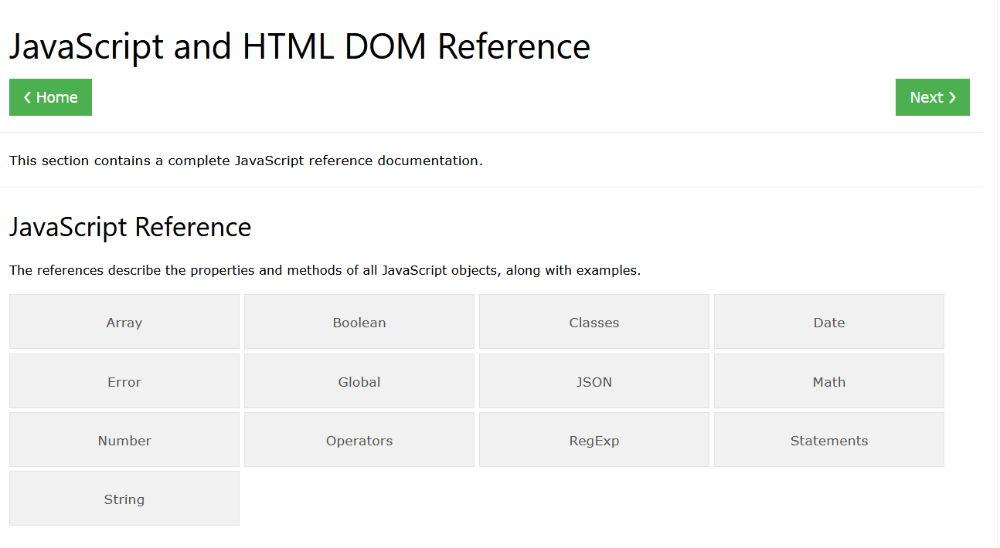 JavaScript and HTML DOM Reference
❮ Home
Next ❯
This section contains a complete JavaScript reference documentation.
JavaScript Reference
The references describe the properties and methods of all JavaScript objects, along with examples.
Array
Boolean
Classes
Date
Error
Global
JSON
Math
Number
Operators
RegExp
Statements
String